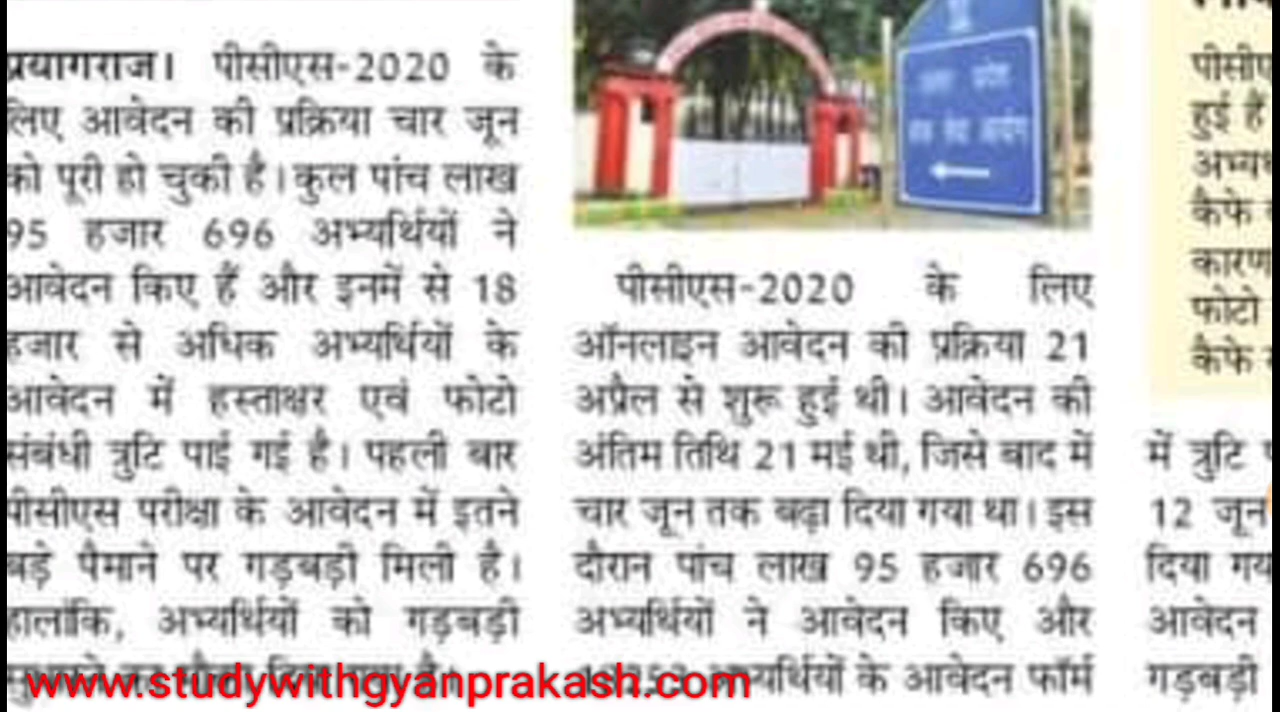 प्रयागराज। पीसीएस-2020 के
लिए आवेदन की प्रक्रिया चार जून
को पूरी हो चुकी है। कुल पांच लाख
95 हजार 696 अभ्यर्थियों ने
आवेदन किए हैं और इनमें से 18
हजार से अधिक अभ्यर्थियों के
आवेदन में हस्ताक्षर एवं फोटो
संबंधी त्रुटि पाई गई है। पहली बार
पीसीएस परीक्षा के आवेदन में इतने
बड़े पैमाने पर गड़बड़ी मिली है।
हालांकि, अभ्यर्थियों को गड़बड़ी
www.studywithgyanprakash.com
लोक सेवा आयोग
पीसीएस-2020 के लिए
ऑनलाइन आवेदन की प्रक्रिया 21
अप्रैल से शुरू हुई थी। आवेदन की
अंतिम तिथि 21 मई थी, जिसे बाद में
चार जून तक बढ़ा दिया गया था। इस
दौरान पांच लाख 95 हजार 696
अभ्यर्थियों ने आवेदन किए और
अभ्यर्थियों के आवेदन फॉर्म
पीसीए
हुई है
अभ्य
कैफे
कारण
फोटो
कैफे
में त्रुटि
12 जून
दिया गय
आवेदन
गड़बड़ी